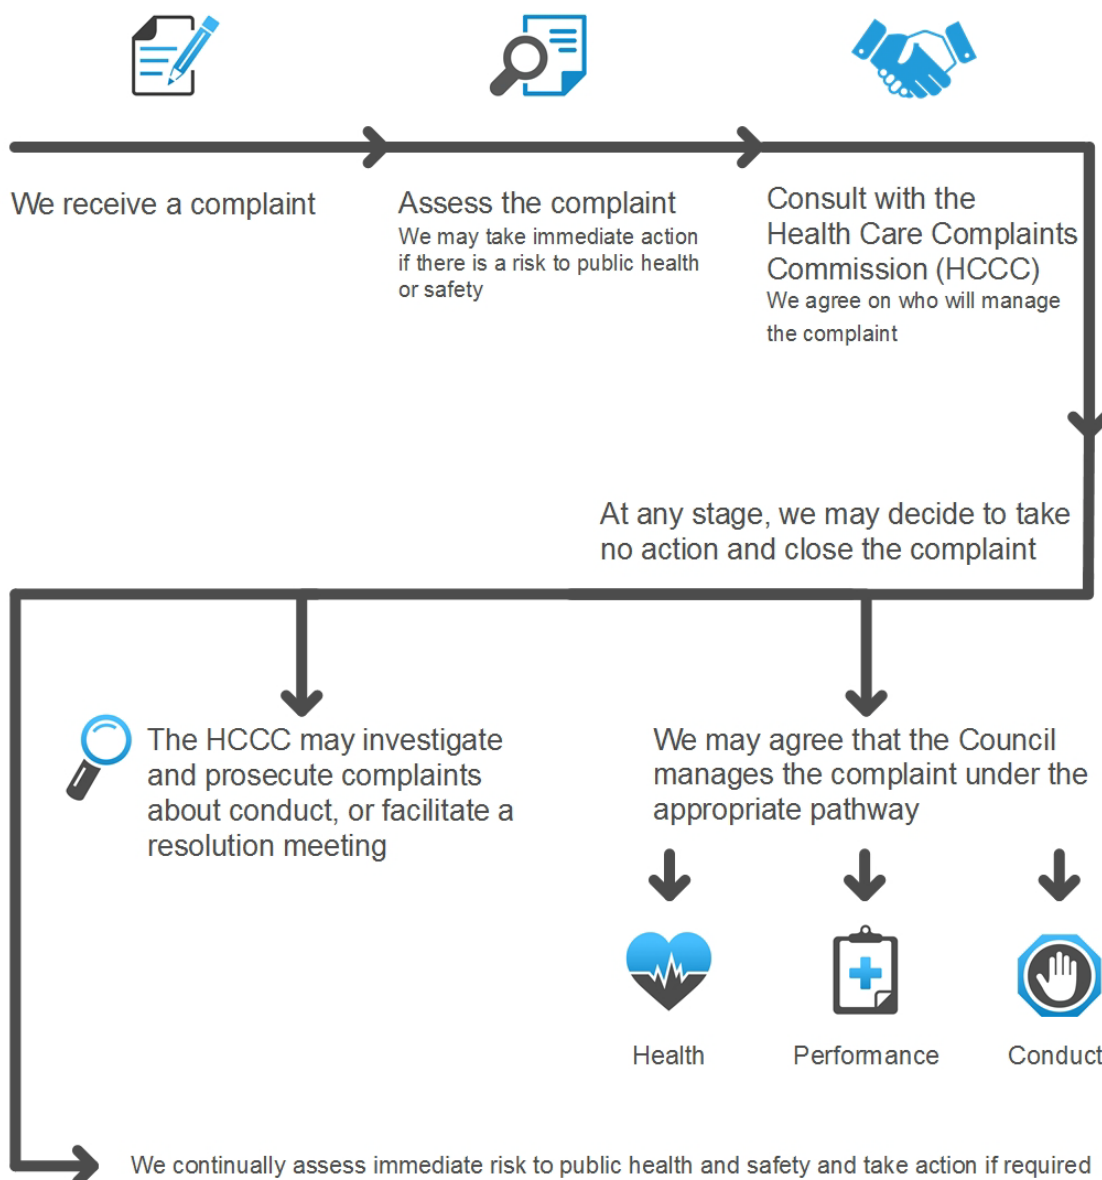 We receive a complaint
Assess the complaint
We may take immediate action
if there is a risk to public health
or safety
Consult with the
Health Care Complaints
Commission (HCCC)
We agree on who will manage
the complaint
At any stage, we may decide to take
no action and close the complaint
The HCCC may investigate
and prosecute complaints
about conduct, or facilitate a
resolution meeting
We may agree that the Council
manages the complaint under the
appropriate pathway
Health
Performance
Conduct
We continually assess immediate risk to public health and safety and take action if required